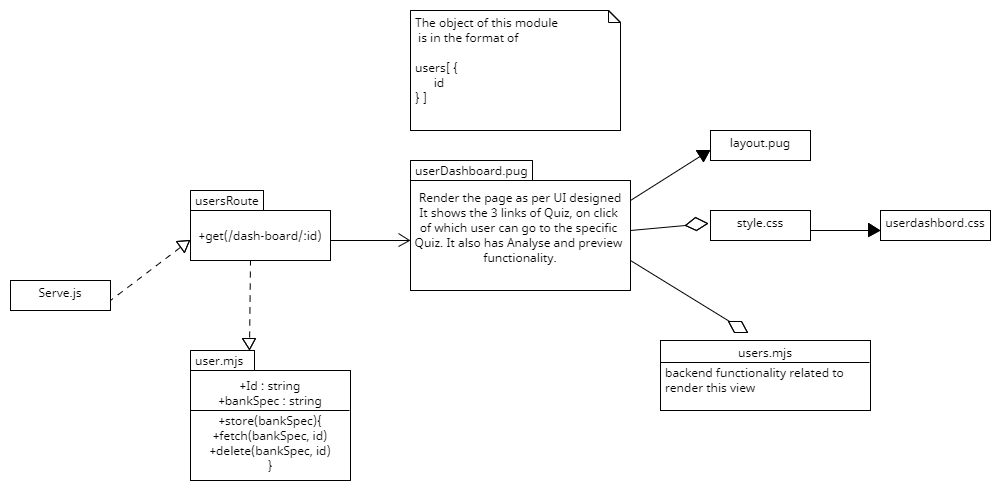 The object of this module
is in the format of
users[ {
id
} ]
layout.pug
userDashboard.pug
Render the page as per UI designed
It shows the 3 links of Quiz, on click
of which user can go to the specific
Quiz. It also has Analyse and preview
functionality.
usersRoute
+get(/dash-board/:id)
style.css
userdashbord.css
Serve.js
user.mjs
+Id : string
+bankSpec : string
+store(bankSpec){
+fetch(bankSpec, id)
+delete(bankSpec, id)
}
users.mjs
backend functionality related to
render this view